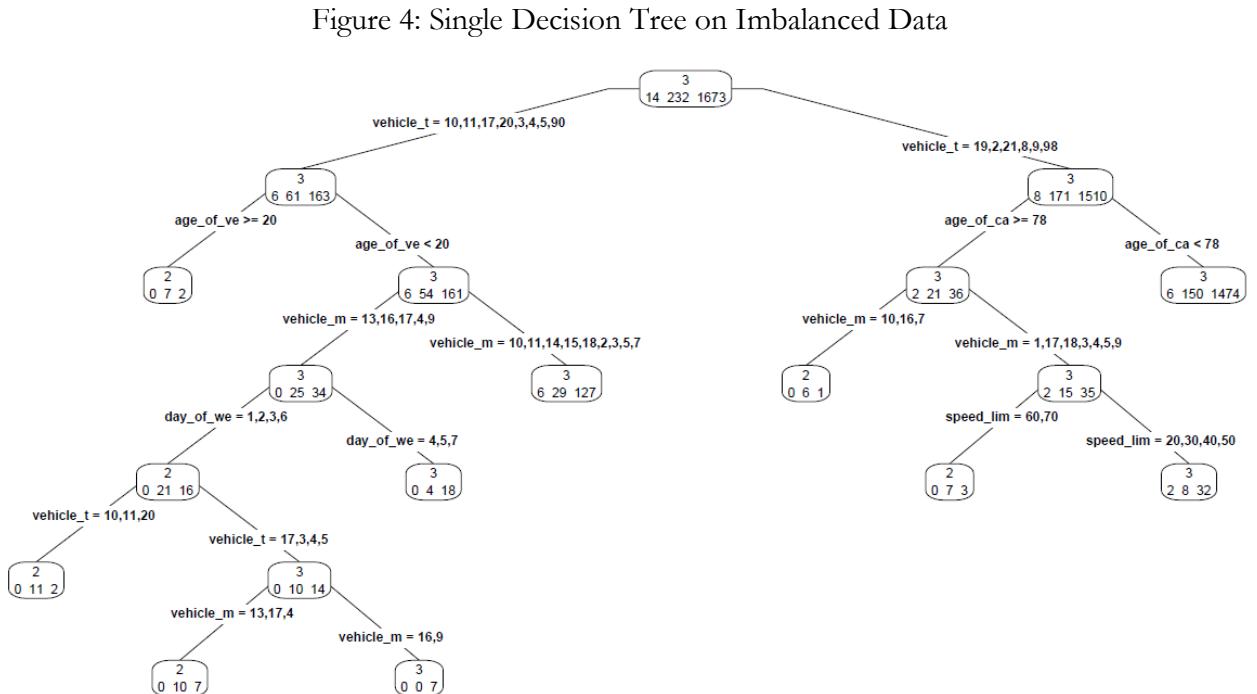 Figure 4: Single Decision Tree on Imbalanced Data
3
14 232 1673
vehicle_t = 10,11,17,20,3,4,5,90
vehicle_t = 19,2,21,8,9,98
3
6 61 163
3
8 171 1510
age_of_ve >= 20
age_of_ca >= 78
age_of_ve < 20
age_of_ca < 78
2
0 7 2
3
6 54 161
3
2 21 36
3
6 150 1474
vehicle_m = 13,16,17,4,9
vehicle_m = 10,16,7
vehicle_m = 10,11,14,15,18,2,3,5,7
vehicle_m = 1,17,18,3,4,5,9
3
0 25 34
3
6 29 127
2
0 6 1
3
2 15 35
day_of_we = 1,2,3,6
speed_lim = 60,70
day_of_we = 4,5,7
speed_lim = 20,30,40,50
2
0 21 16
3
0 4 18
2
0 7 3
3
2 8 32
vehicle_t = 10,11,20
vehicle_t = 17,3,4,5
2
0 11 2
3
0 10 14
vehicle_m = 13,17,4
vehicle_m = 16,9
2
0 10 7
3
0 0 7